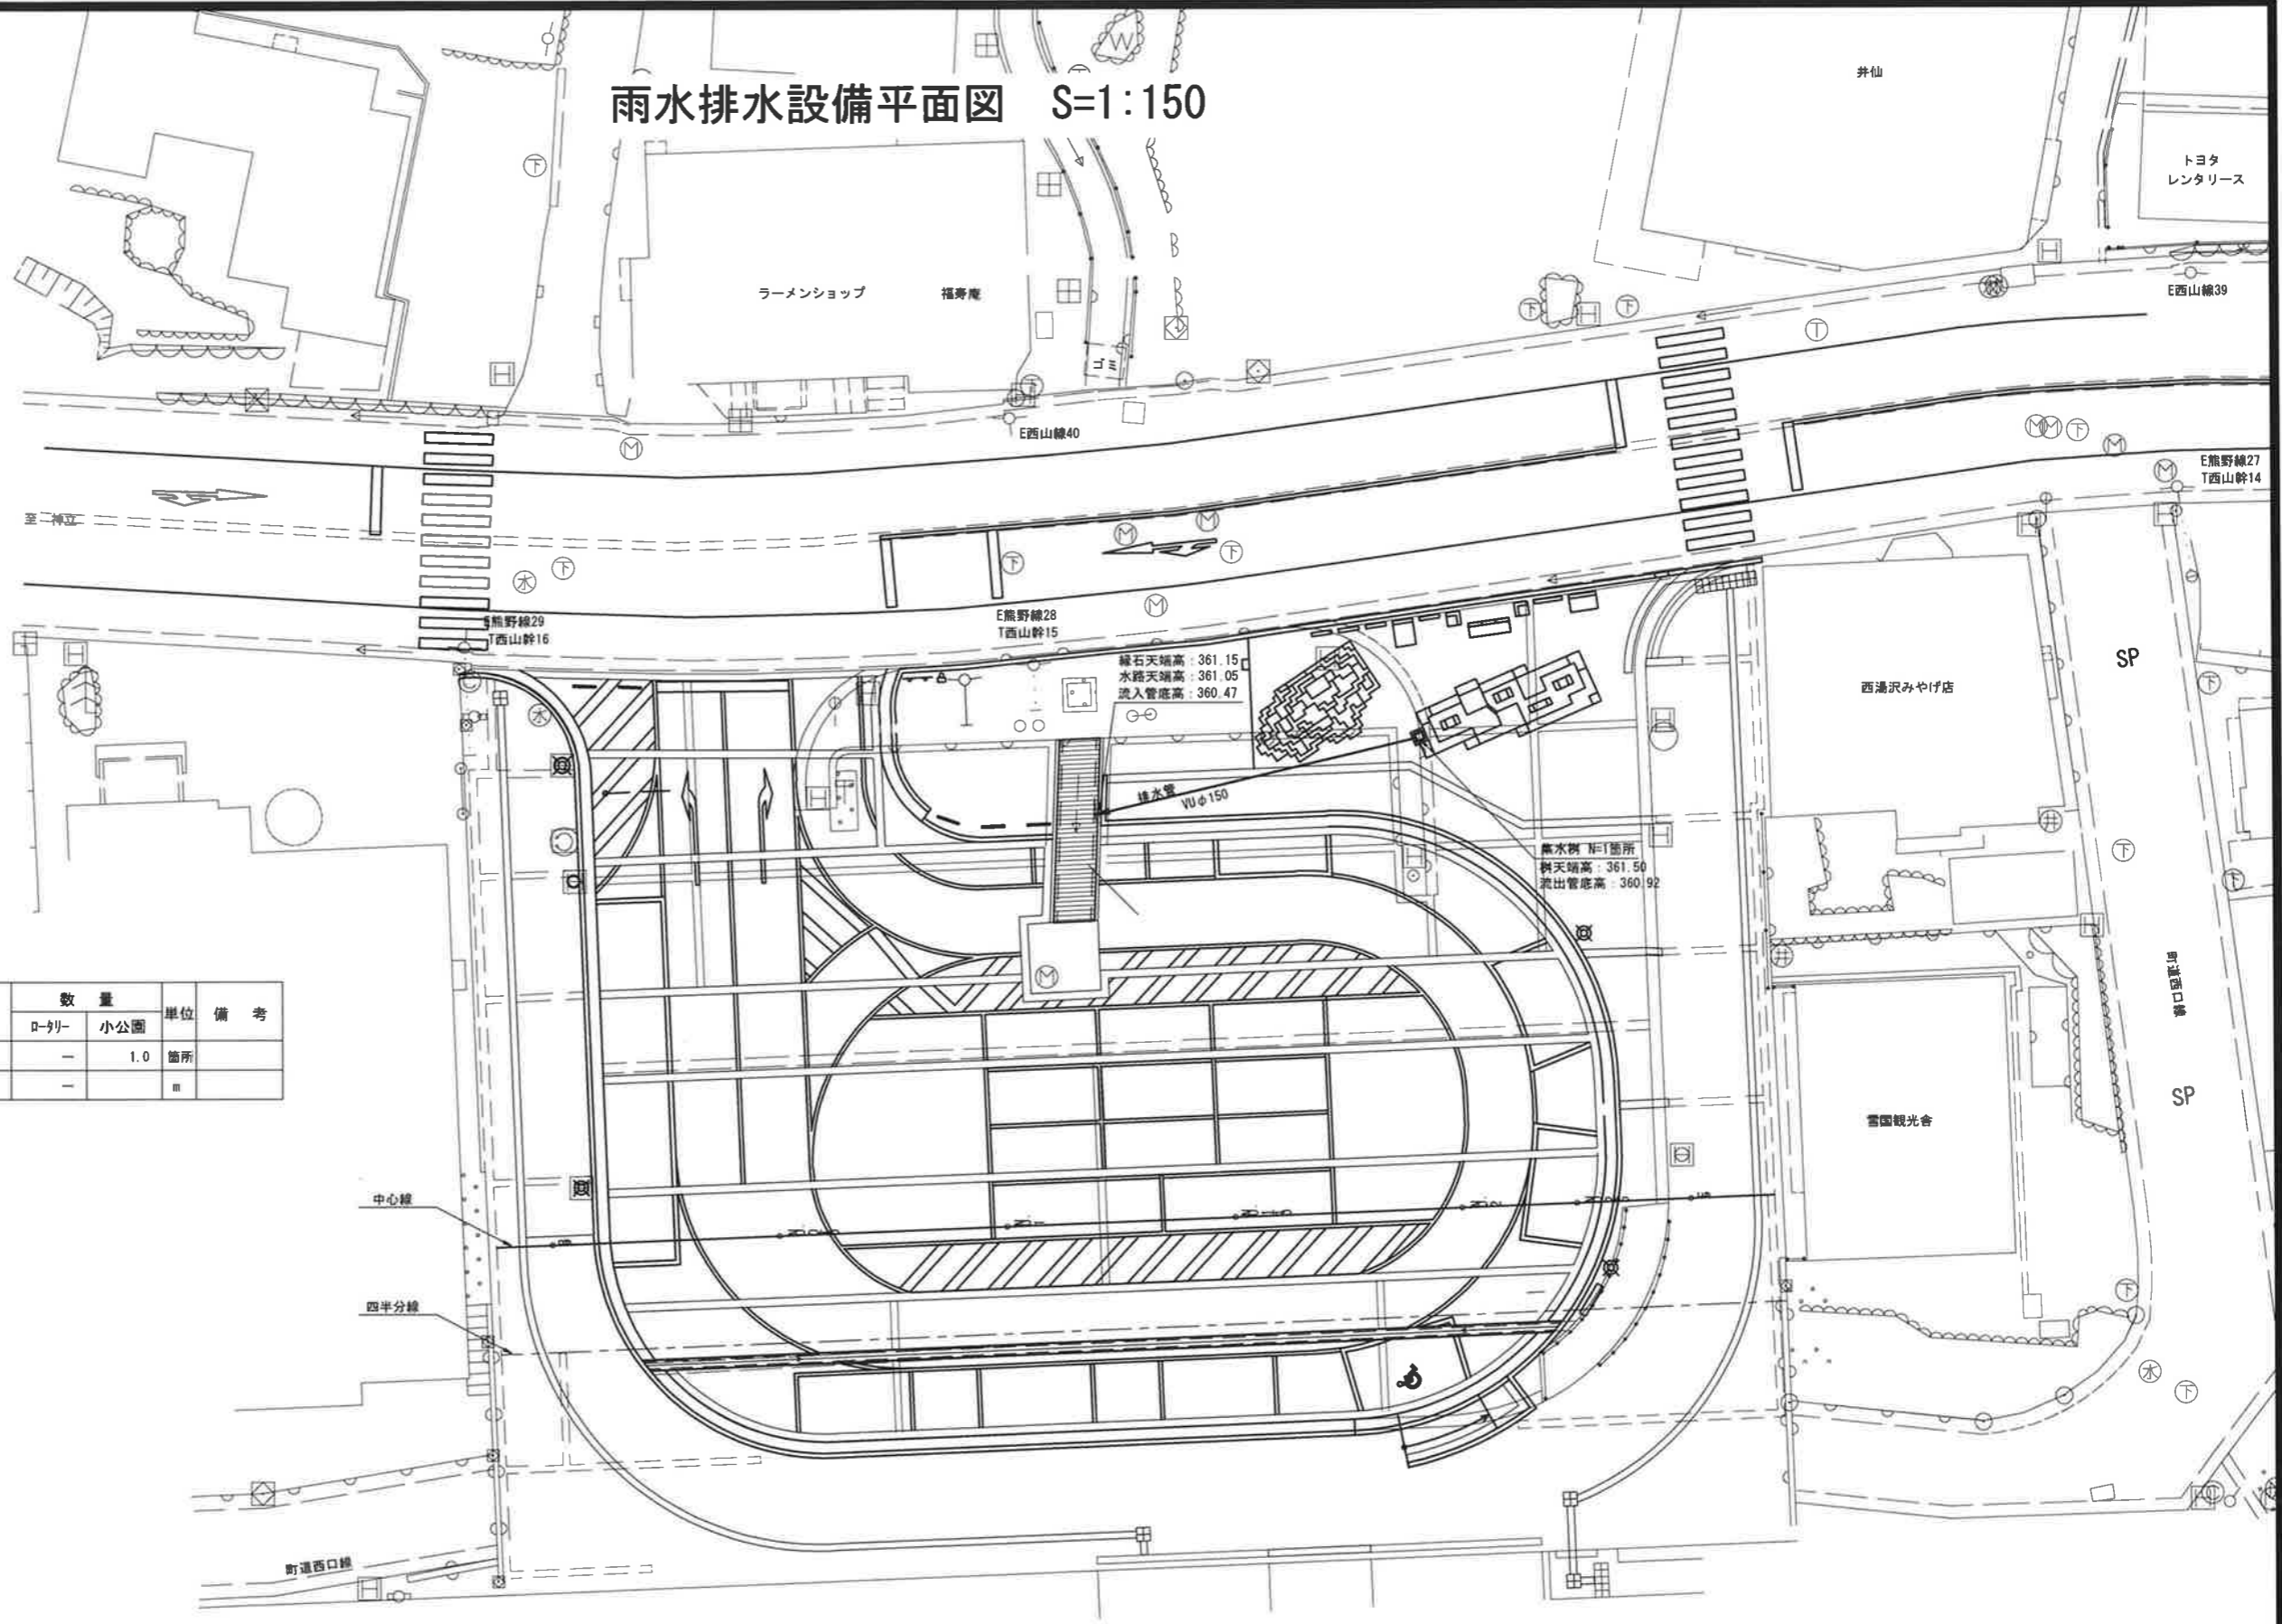 雨水排水設備平面図 S=1:150
井仙
トヨタ
レンタリース
W
ラーメンショップ 福寿庵
ゴミ
E西山線39
E西山線40
E熊野線27
T西山幹14
至 神立
E熊野線29
T西山幹16
E熊野線28
T西山幹15
縁石天端高:361.15
水路天端高:361.05
流入管底高:360.47
排水管
VUφ150
集水桝 N=1箇所
桝天端高:361.50
流出管底高:360.92
西湯沢みやげ店
SP
町道西口線
SP
雪国観光舎
数 量 単位 備 考
ロータリー 小公園
― 1.0 箇所
― m
中心線
四半分線
町道西口線